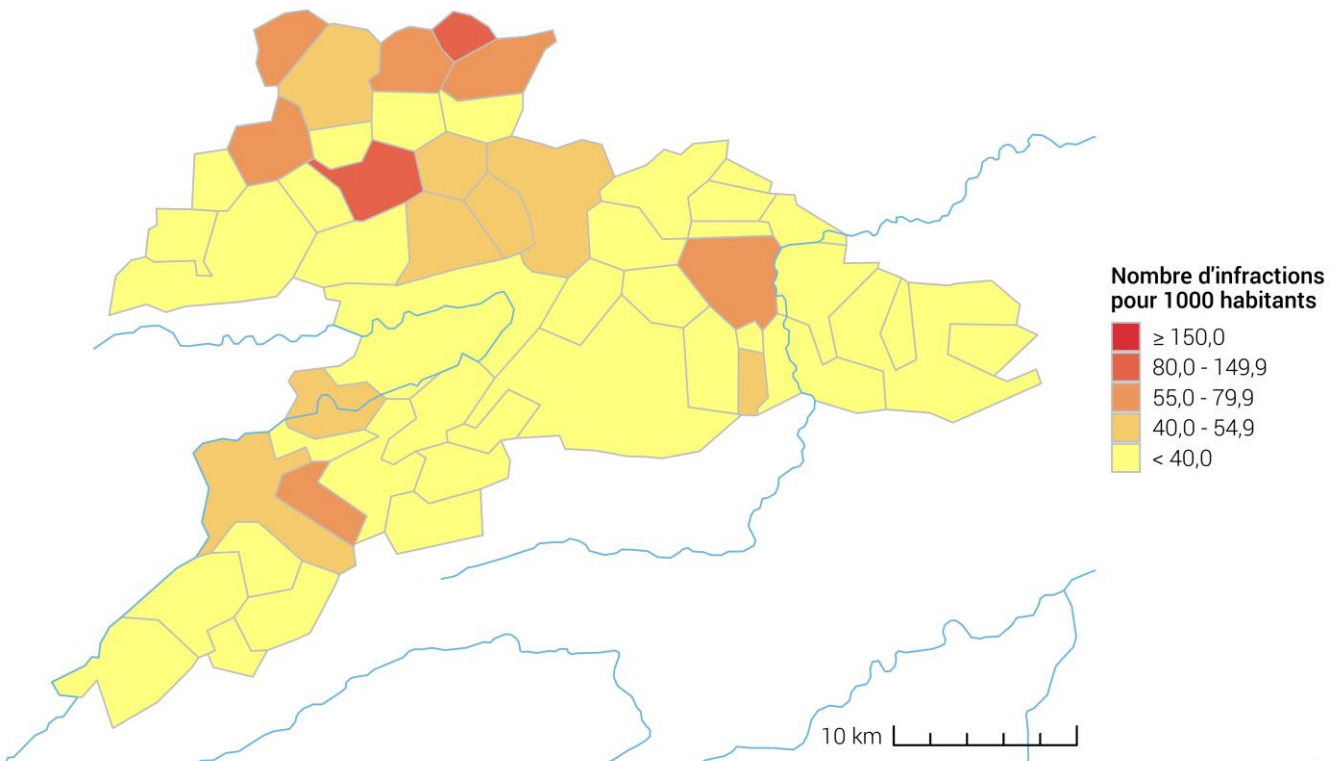 Nombre d'infractions
pour 1000 habitants
≥ 150,0
80,0 - 149,9
55,0 - 79,9
40,0 - 54,9
< 40,0
10 km